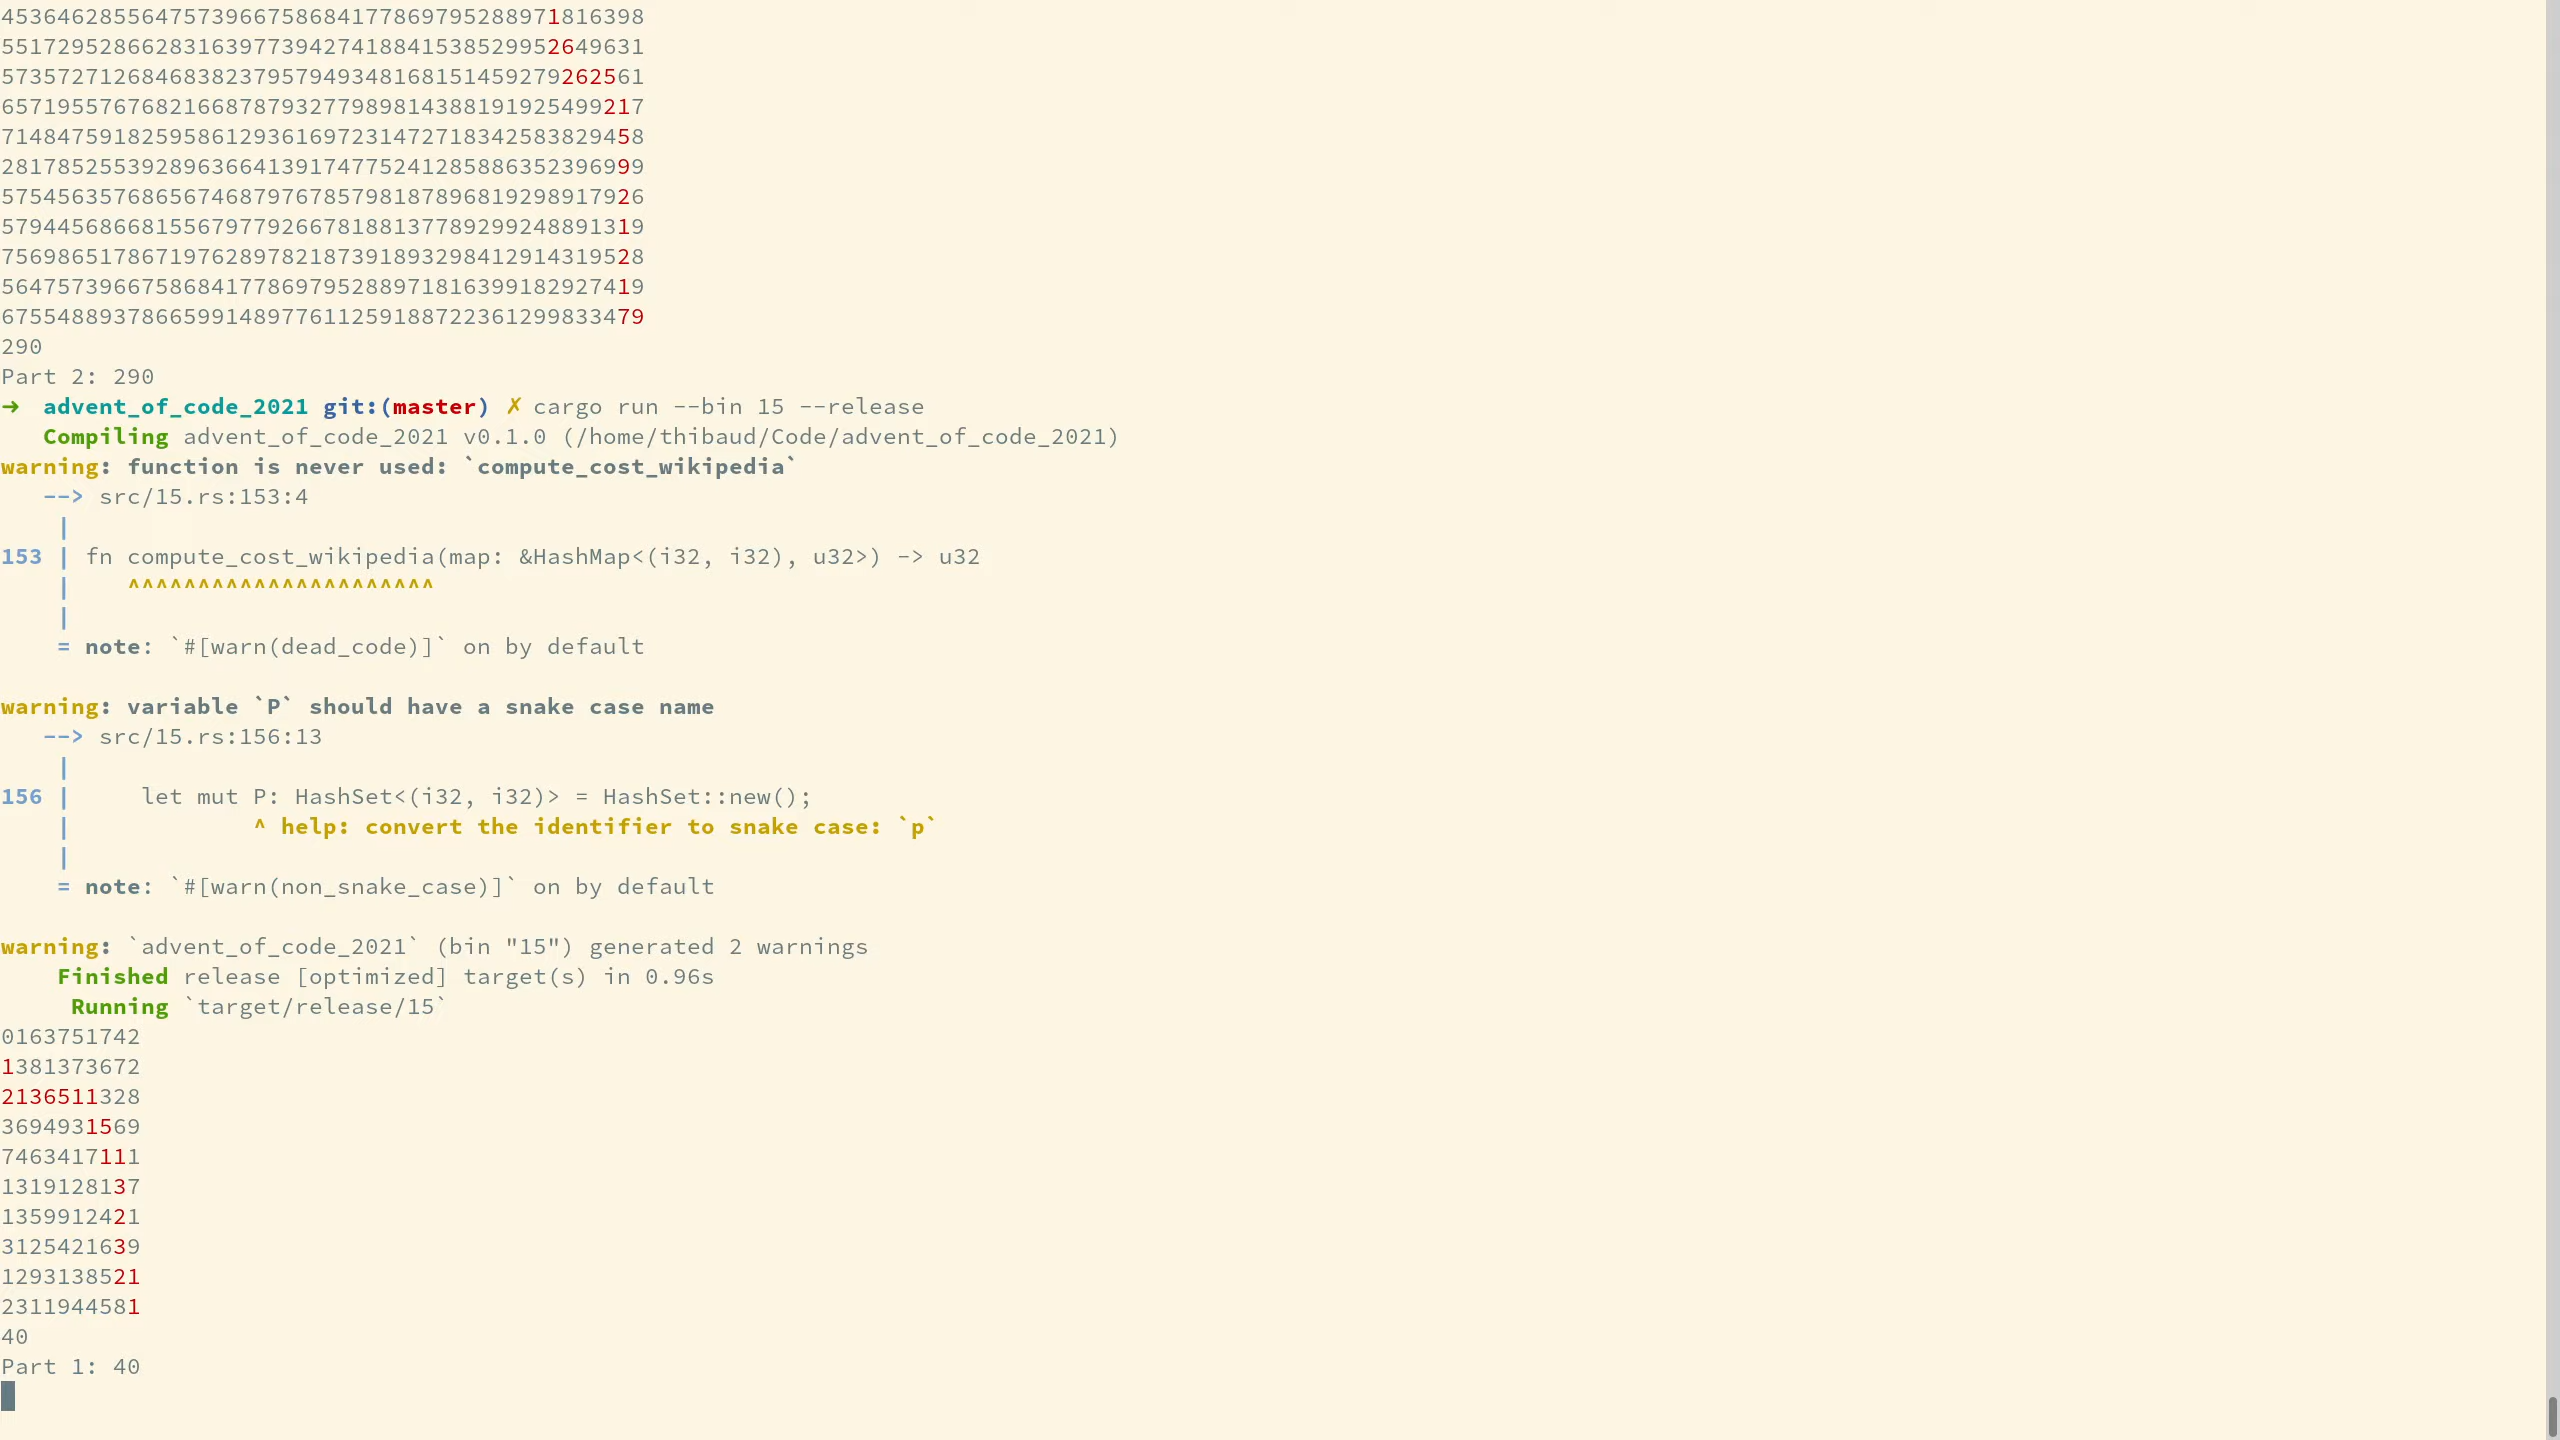 4536462855647573966758684177869795288971816398
5517295286628316397739427418841538529952649631
5735727126846838237957949348168151459279262561
6571955767682166878793277989814388191925499217
7148475918259586129361697231472718342583829458
2817852553928963664139174775241285886352396999
5754563576865674687976785798187896819298917926
5794456866815567977926678188137789299248891319
7569865178671976289782187391893298412914319528
5647573966758684177869795288971816399182927419
6755488937866599148977611259188722361299833479
290
Part 2: 290
➜  advent_of_code_2021 git:(master) ✗ cargo run --bin 15 --release
   Compiling advent_of_code_2021 v0.1.0 (/home/thibaud/Code/advent_of_code_2021)
warning: function is never used: `compute_cost_wikipedia`
   --> src/15.rs:153:4
    |
153 | fn compute_cost_wikipedia(map: &HashMap<(i32, i32), u32>) -> u32
    |    ^^^^^^^^^^^^^^^^^^^^^^
    |
    = note: `#[warn(dead_code)]` on by default
warning: variable `P` should have a snake case name
   --> src/15.rs:156:13
    |
156 |     let mut P: HashSet<(i32, i32)> = HashSet::new();
    |             ^ help: convert the identifier to snake case: `p`
    |
    = note: `#[warn(non_snake_case)]` on by default
warning: `advent_of_code_2021` (bin "15") generated 2 warnings
    Finished release [optimized] target(s) in 0.96s
     Running `target/release/15`
0163751742
1381373672
2136511328
3694931569
7463417111
1319128137
1359912421
3125421639
1293138521
2311944581
40
Part 1: 40